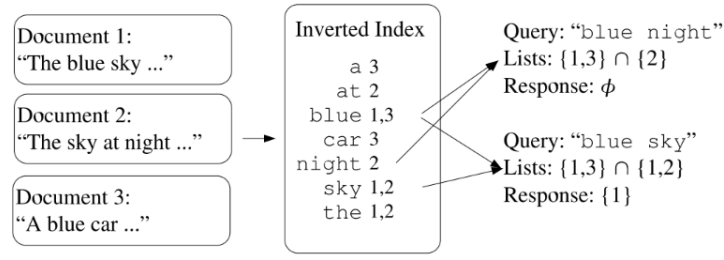 Document 1:
“The blue sky ...”
Document 2:
“The sky at night ...”
Document 3:
“A blue car ...”
Inverted Index
a 3
at 2
blue 1,3
car 3
night 2
sky 1,2
the 1,2
Query: “blue night”
Lists: {1,3} ∩ {2}
Response: ϕ
Query: “blue sky”
Lists: {1,3} ∩ {1,2}
Response: {1}